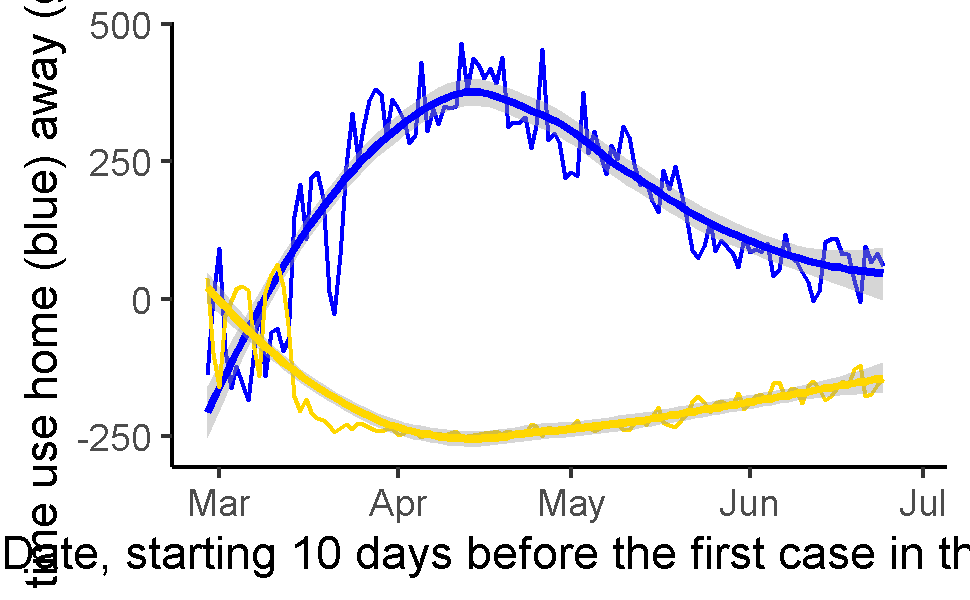 time use home (blue) away (
500
250
0
-250
Mar Apr May Jun Jul
Date, starting 10 days before the first case in th